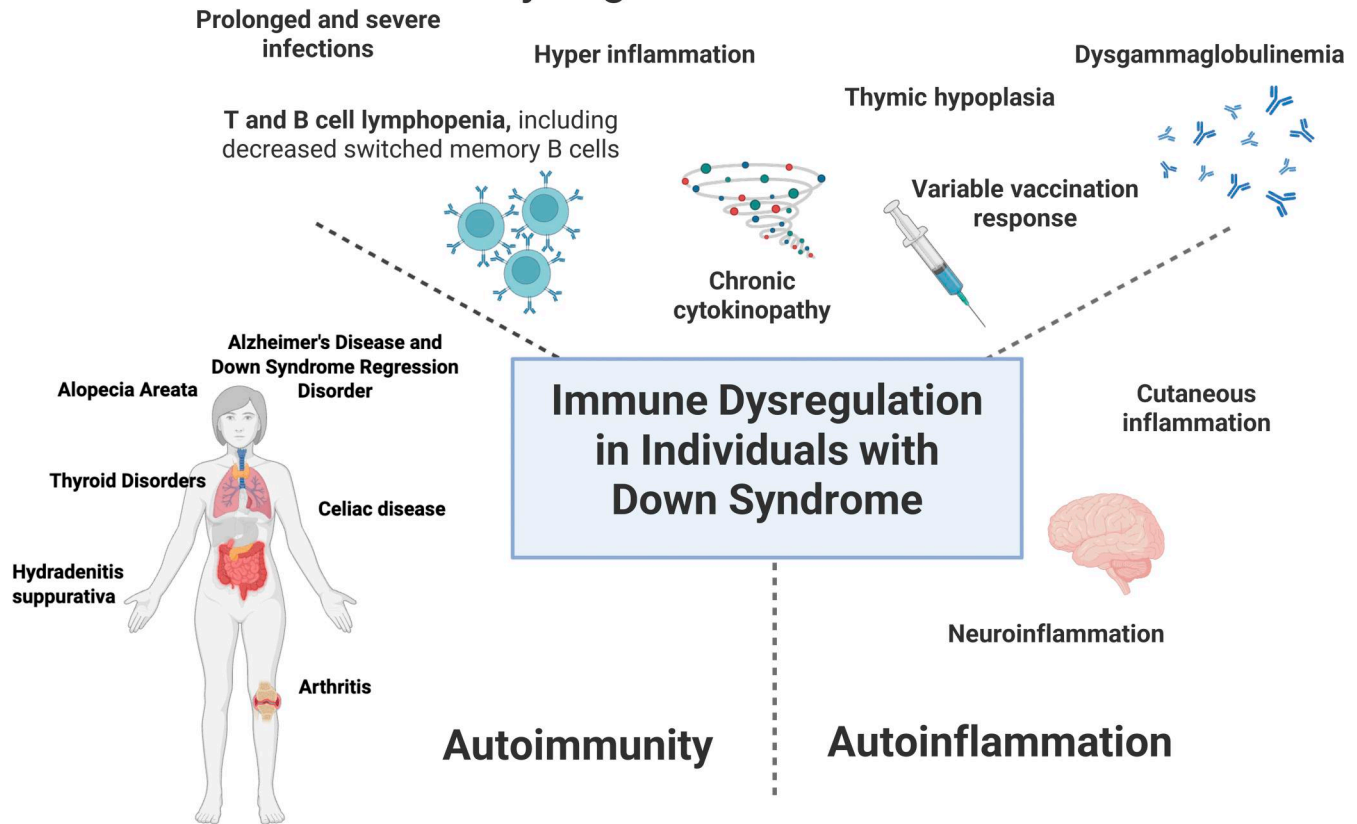 Prolonged and severe
infections
Hyper inflammation
Dysgammaglobulinemia
Thymic hypoplasia
T and B cell lymphopenia, including
decreased switched memory B cells
Variable vaccination
response
Chronic
cytokinopathy
Immune Dysregulation
in Individuals with
Down Syndrome
Alzheimer's Disease and
Down Syndrome Regression
Disorder
Alopecia Areata
Thyroid Disorders
Celiac disease
Hydradenitis
suppurativa
Arthritis
Autoimmunity
Cutaneous
inflammation
Neuroinflammation
Autoinflammation